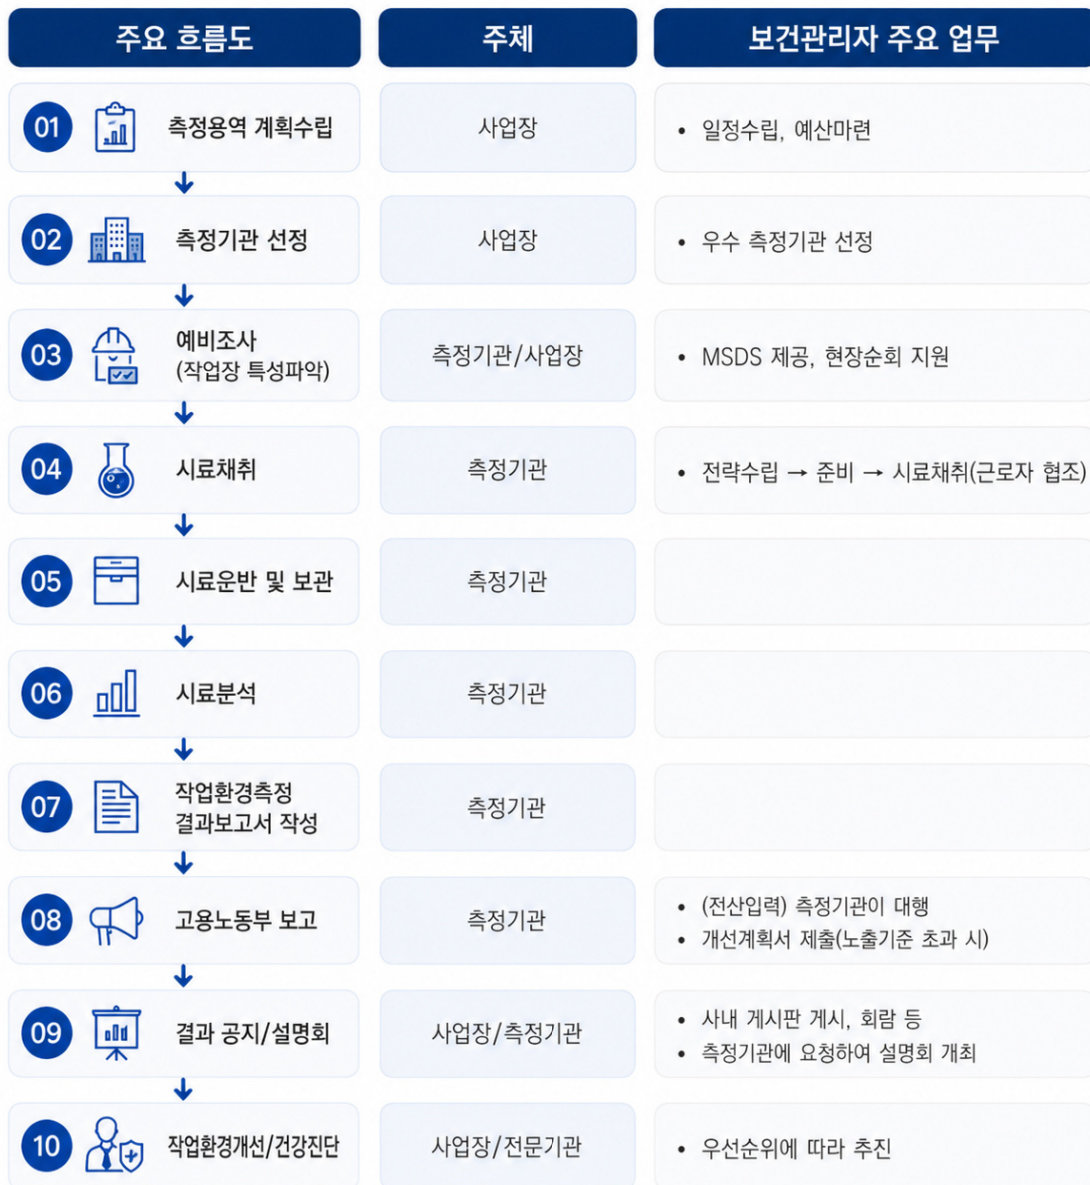 주요 흐름도 주체 보건관리자 주요 업무
01 측정용역 계획수립 사업장 • 일정수립, 예산마련
02 측정기관 선정 사업장 • 우수 측정기관 선정
03 예비조사
(작업장 특성파악) 측정기관/사업장 • MSDS 제공, 현장순회 지원
04 시료채취 측정기관 • 전략수립 → 준비 → 시료채취(근로자 협조)
05 시료운반 및 보관 측정기관
06 시료분석 측정기관
07 작업환경측정
결과보고서 작성 측정기관
08 고용노동부 보고 측정기관 • (전산입력) 측정기관이 대행
• 개선계획서 제출(노출기준 초과 시)
09 결과 공지/설명회 사업장/측정기관 • 사내 게시판 게시, 회람 등
• 측정기관에 요청하여 설명회 개최
10 작업환경개선/건강진단 사업장/전문기관 • 우선순위에 따라 추진